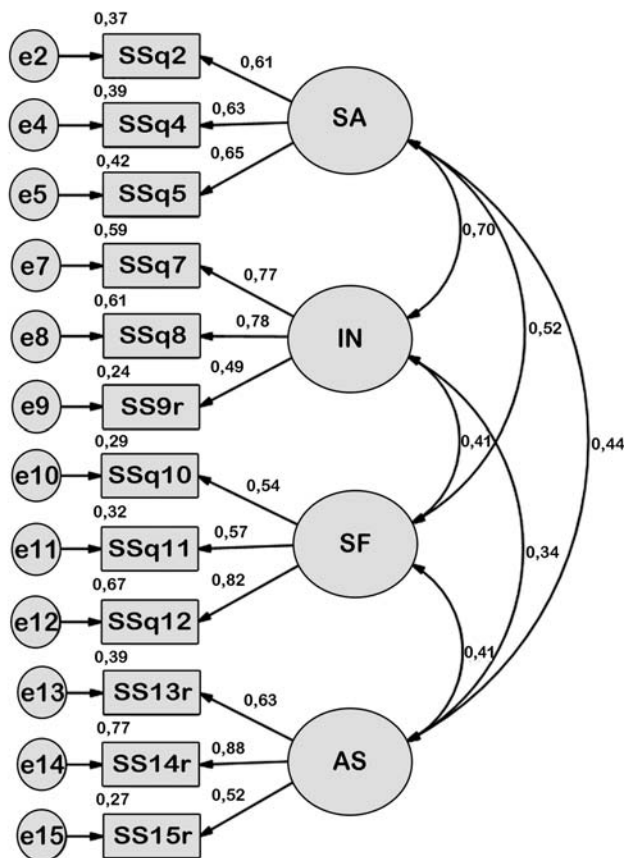 0,37
e2 SSq2 0,61
0,39
e4 SSq4 0,63 SA
0,42 0,65
e5 SSq5
0,59 0,70
e7 SSq7 0,77
0,61
e8 SSq8 0,78 IN 0,52
0,24 0,49
e9 SS9r
0,29 0,41 0,44
e10 SSq10 0,54
0,32
e11 SSq11 0,57 SF 0,34
0,67 0,82
e12 SSq12
0,39 0,41
e13 SS13r 0,63
0,77
e14 SS14r 0,88 AS
0,27 0,52
e15 SS15r